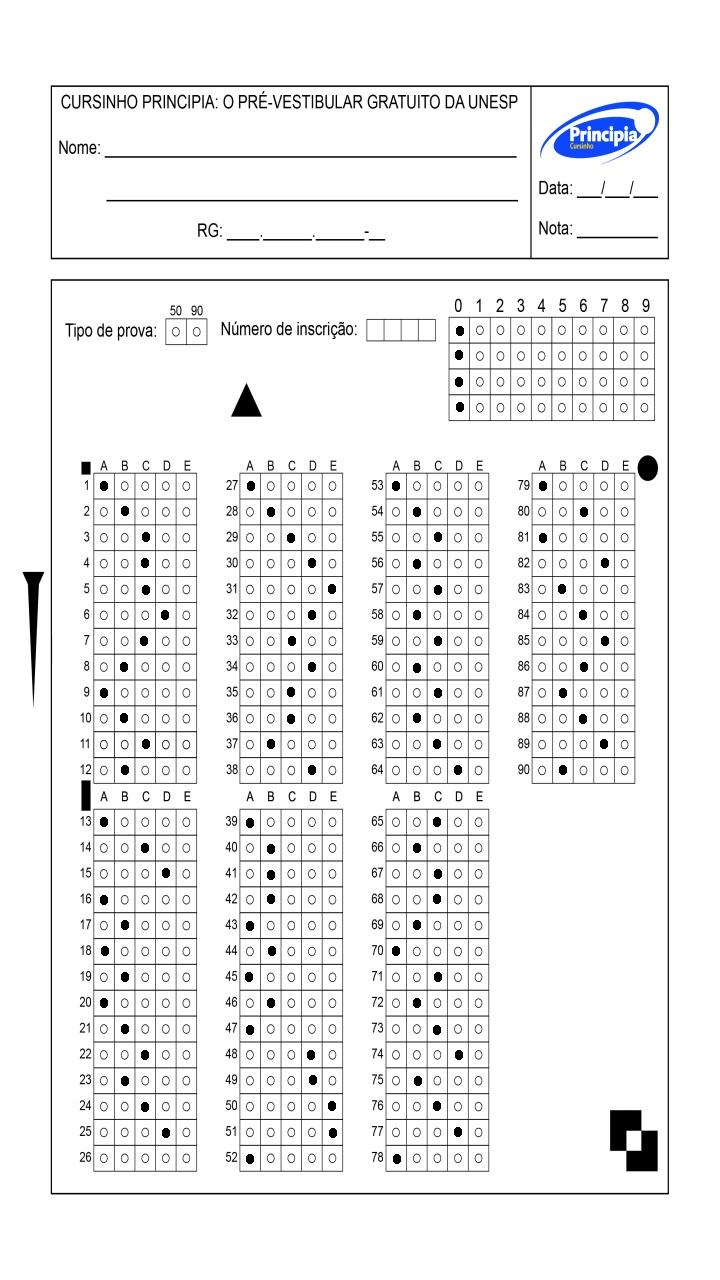 CURSINHO PRINCIPIA: O PRÉ-VESTIBULAR GRATUITO DA UNESP
Principia
Cursinho
Nome:
Data: ___/___/___
RG: ____.______.______-__
Nota:
50 90
Tipo de prova:
Número de inscrição:
0 1 2 3 4 5 6 7 8 9
A B C D E A B C D E A B C D E A B C D E
1 27 53 79
2 28 54 80
3 29 55 81
4 30 56 82
5 31 57 83
6 32 58 84
7 33 59 85
8 34 60 86
9 35 61 87
10 36 62 88
11 37 63 89
12 38 64 90
A B C D E A B C D E A B C D E
13 39 65
14 40 66
15 41 67
16 42 68
17 43 69
18 44 70
19 45 71
20 46 72
21 47 73
22 48 74
23 49 75
24 50 76
25 51 77
26 52 78